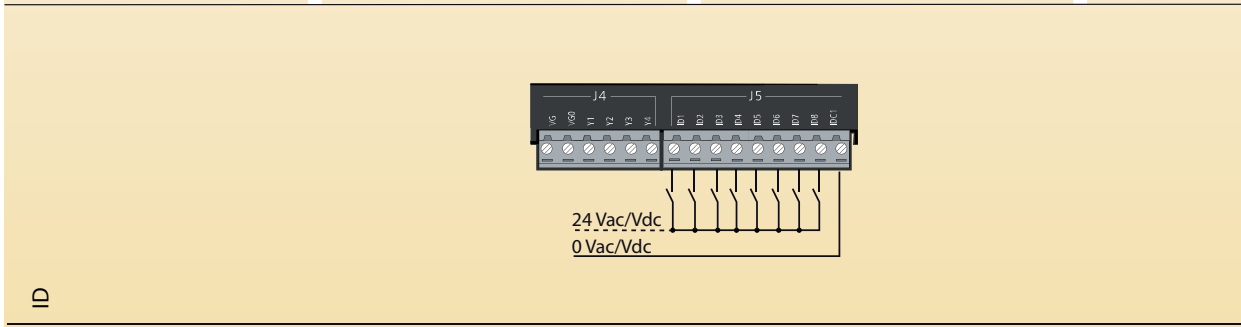 J4 J5
VG VG0 Y1 Y2 Y3 Y4 ID1 ID2 ID3 ID4 ID5 ID6 ID7 ID8 IDC1
24 Vac/Vdc
0 Vac/Vdc
ID